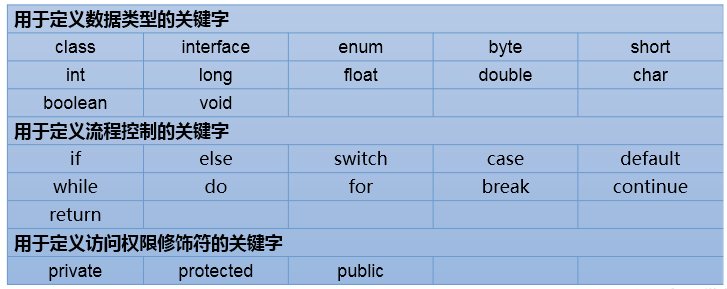 用于定义数据类型的关键字
class interface enum byte short
int long float double char
boolean void
用于定义流程控制的关键字
if else switch case default
while do for break continue
return
用于定义访问权限修饰符的关键字
private protected public